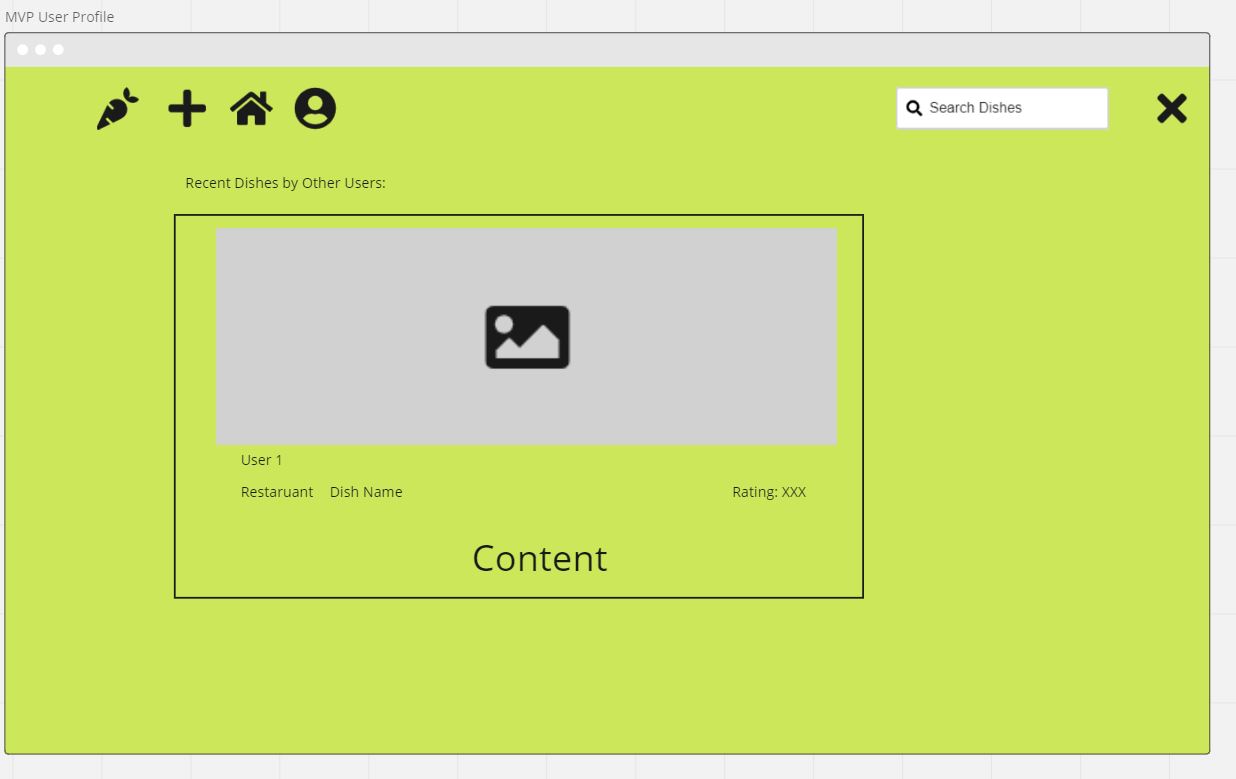 MVP User Profile
Search Dishes
Recent Dishes by Other Users:
User 1
Restaruant Dish Name Rating: XXX
Content